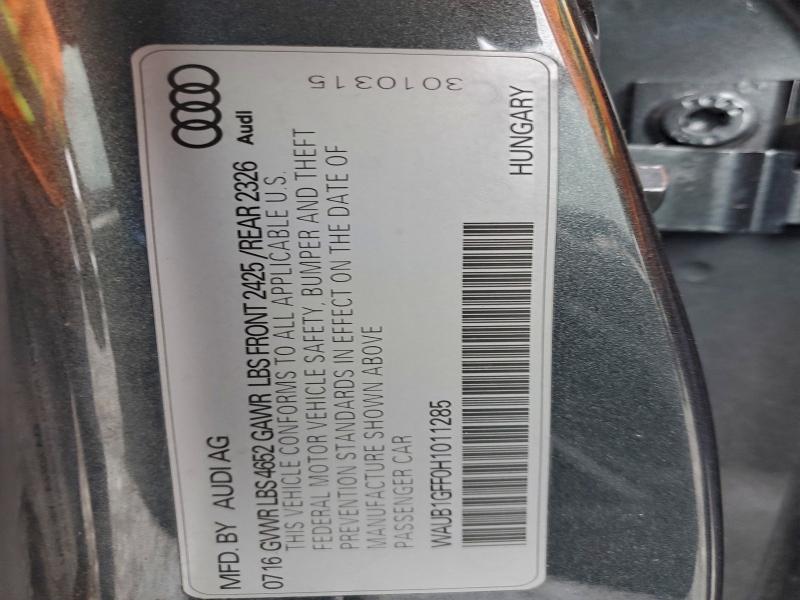 MFD. BY AUDI AG
0716 GVWR LBS 4652 GAWR LBS FRONT 2425 /REAR 2326
THIS VEHICLE CONFORMS TO ALL APPLICABLE U.S.
FEDERAL MOTOR VEHICLE SAFETY, BUMPER AND THEFT
PREVENTION STANDARDS IN EFFECT ON THE DATE OF
MANUFACTURE SHOWN ABOVE
PASSENGER CAR
WAUB1GFF0H1011285
HUNGARY
Audi
3010315